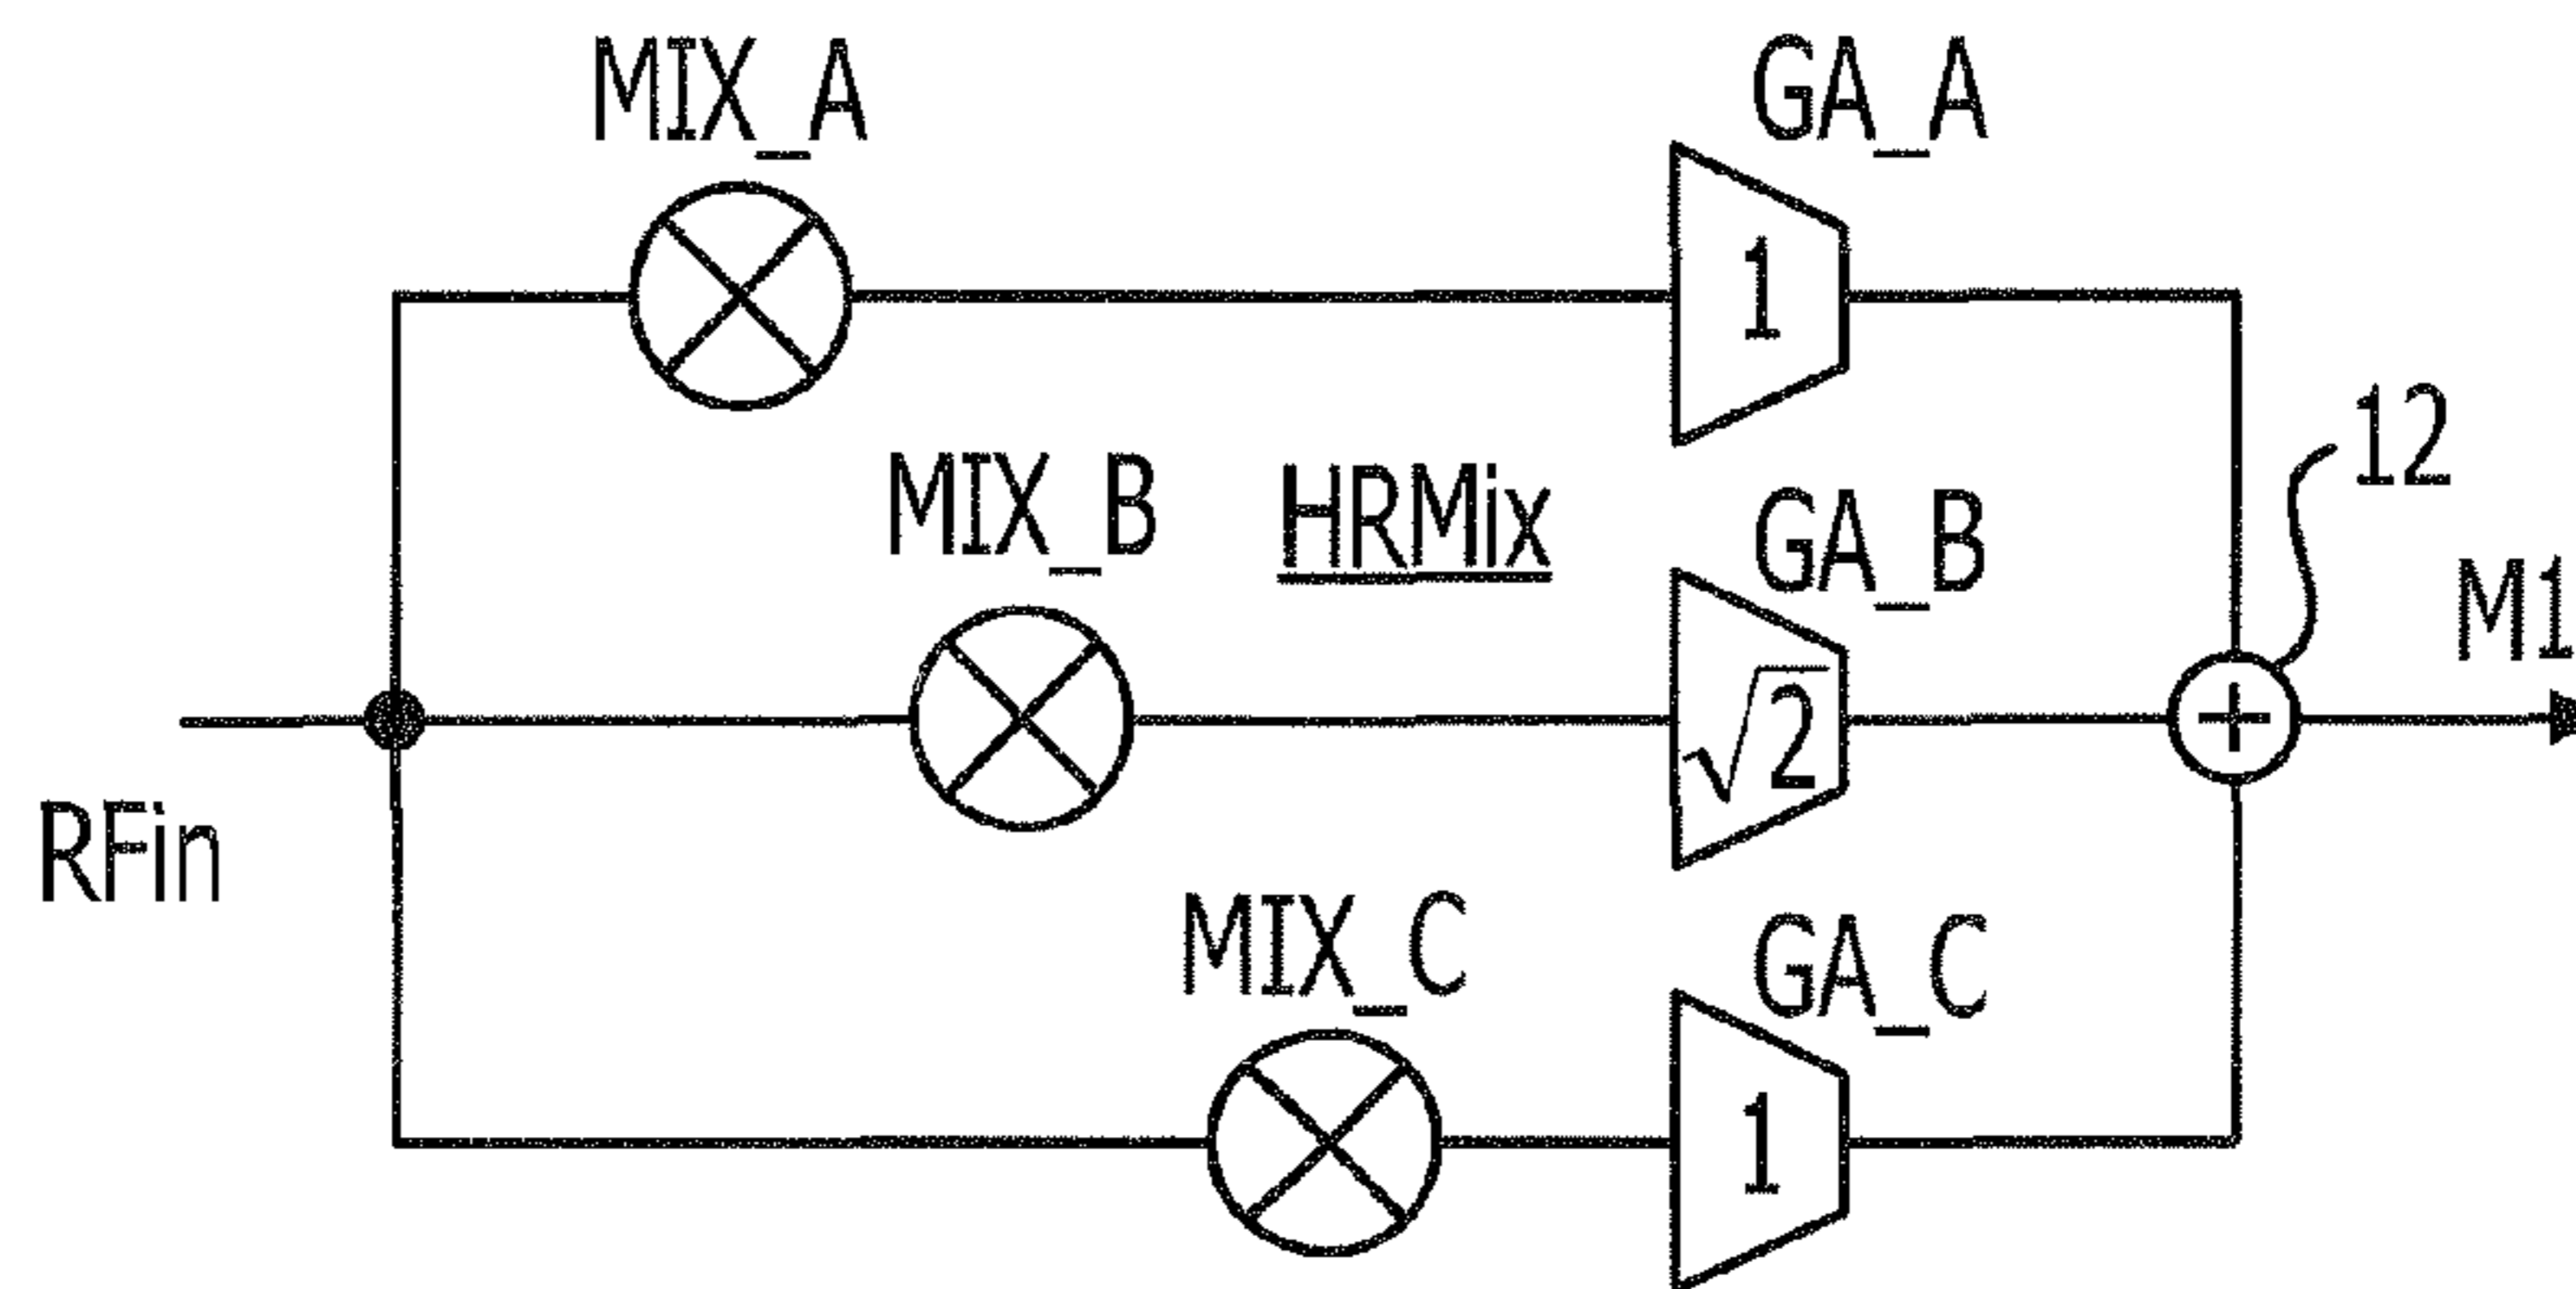 MIX_A
GA_A
1
12
MIX_B
HRMix
GA_B
√2
M1
RFin
MIX_C
GA_C
1